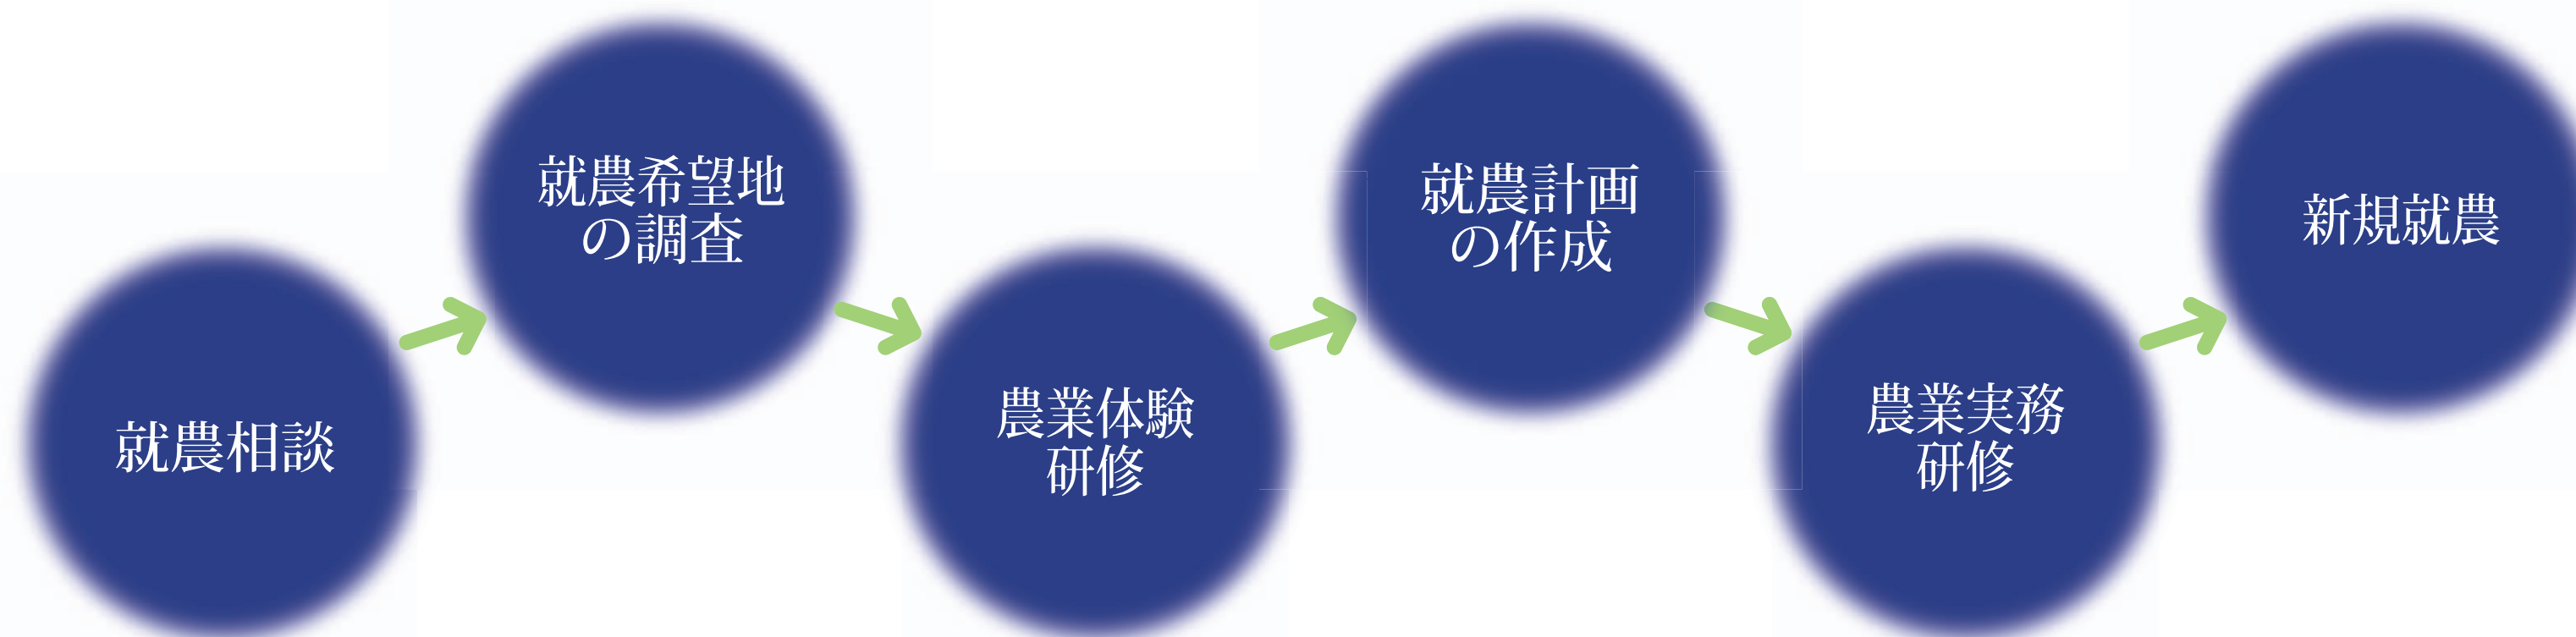 就農相談
就農希望地
の調査
農業体験
研修
就農計画
の作成
農業実務
研修
新規就農